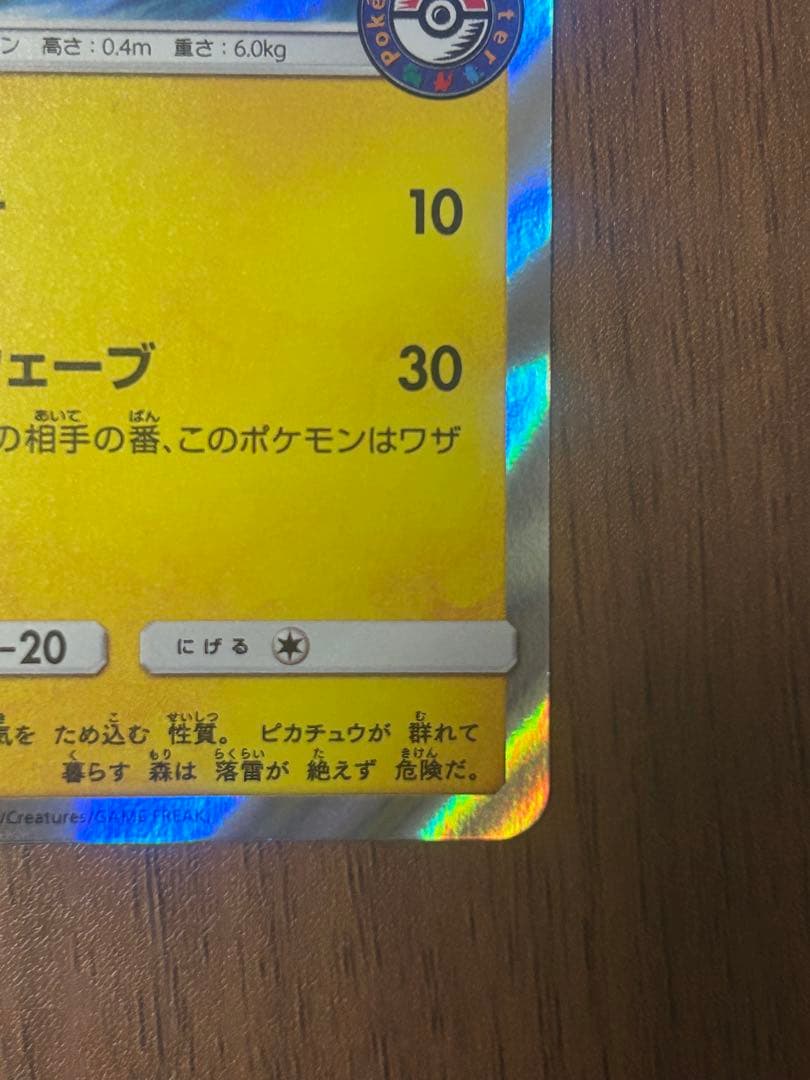 ン 高さ:0.4m 重さ:6.0kg
Poke ter
10
ェーブ 30
あいて ばん
の相手の番、このポケモンはワザ
-20 にげる
こ せいしつ む
気を ため込む 性質。 ピカチュウが 群れて
く もり らくらい た きけん
暮らす 森は 落雷が 絶えず 危険だ。
/Creatures/GAME FREAK.